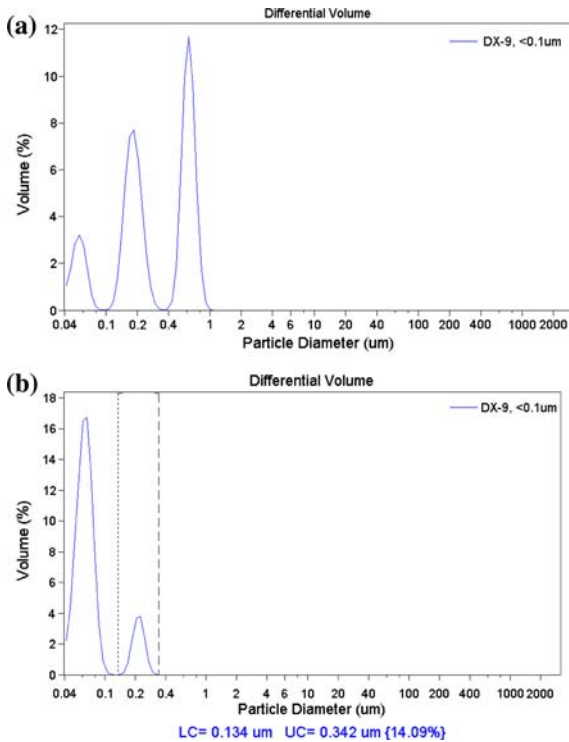 Differential Volume
(a)
12
DX-9, <0.1um
10
8
6
4
2
0
Volume (%)
0.04 0.1 0.2 0.4 1 2 4 6 10 20 40 60 100 200 400 1000 2000
Particle Diameter (um)
(b)
Differential Volume
18
DX-9, <0.1um
16
14
12
10
8
6
4
2
0
Volume (%)
0.04 0.1 0.2 0.4 1 2 4 6 10 20 40 60 100 200 400 1000 2000
Particle Diameter (um)
LC= 0.134 um UC= 0.342 um {14.09%}